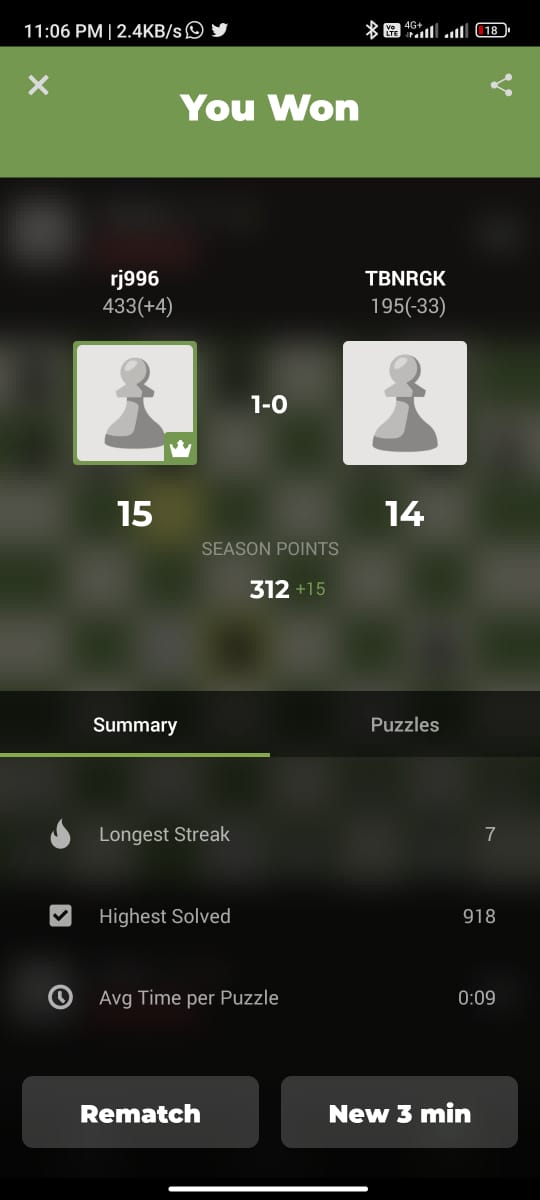 11:06 PM | 2.4KB/s
Vo LTE 4G+ 18
You Won
rj996 TBNRGK
433(+4) 195(-33)
1-0
15 14
SEASON POINTS
312 +15
Summary Puzzles
Longest Streak 7
Highest Solved 918
Avg Time per Puzzle 0:09
Rematch New 3 min